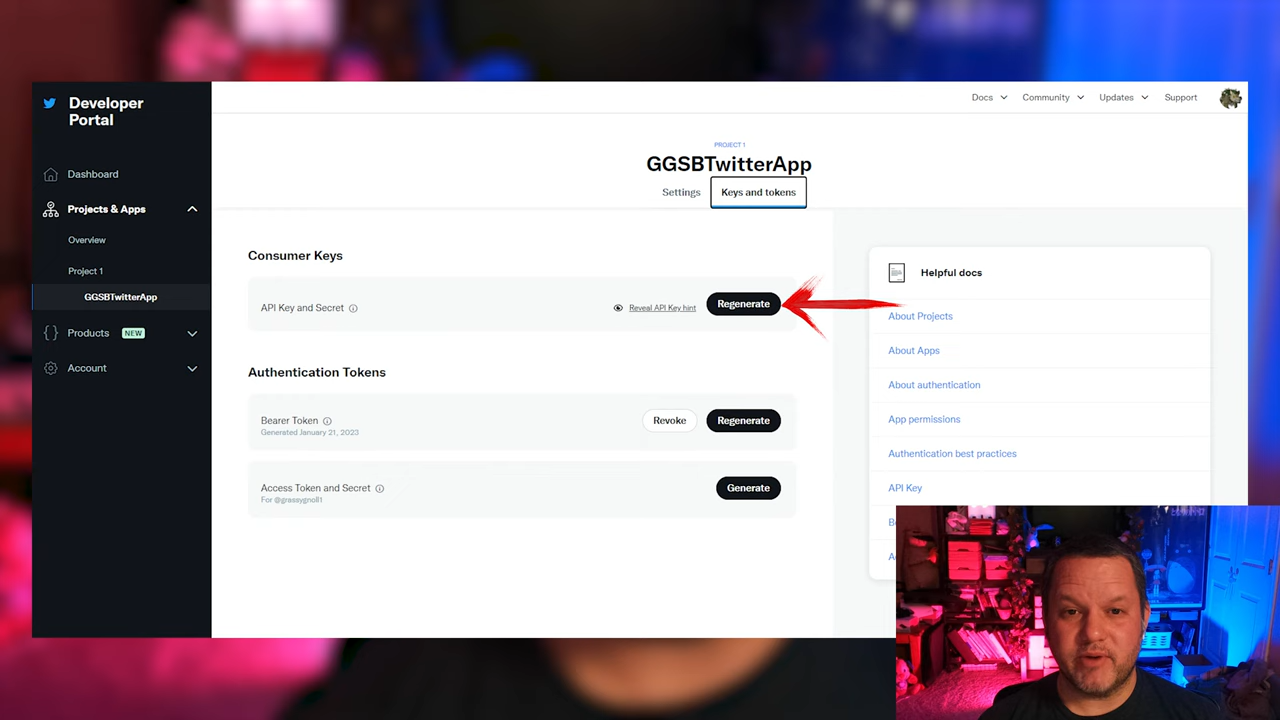 Developer
Portal
Docs
Community
Updates
Support
Dashboard
Projects & Apps
Overview
Project 1
GGSBTwitterApp
Products NEW
Account
PROJECT 1
GGSBTwitterApp
Settings
Keys and tokens
Consumer Keys
API Key and Secret
Reveal API Key hint
Regenerate
Authentication Tokens
Bearer Token
Generated January 21, 2023
Revoke
Regenerate
Access Token and Secret
For @grassygnoll1
Generate
Helpful docs
About Projects
About Apps
About authentication
App permissions
Authentication best practices
API Key